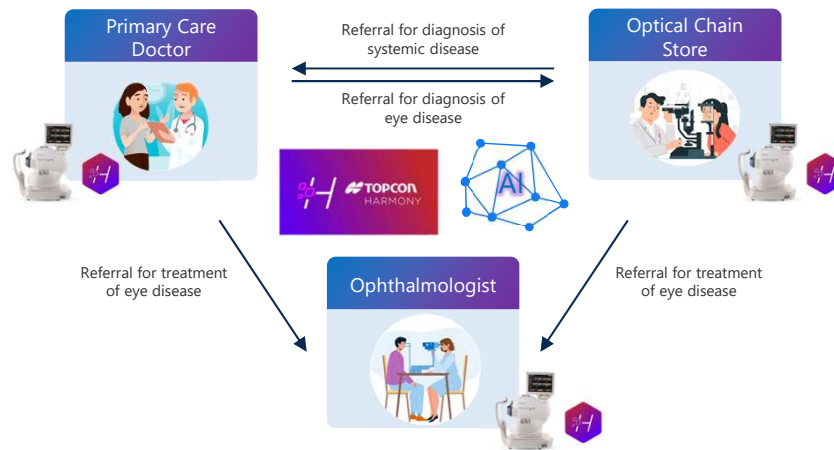 Primary Care
Doctor
Referral for diagnosis of
systemic disease
Optical Chain
Store
Referral for diagnosis of
eye disease
TOPCON
HARMONY
AI
Referral for treatment
of eye disease
Ophthalmologist
Referral for treatment
of eye disease